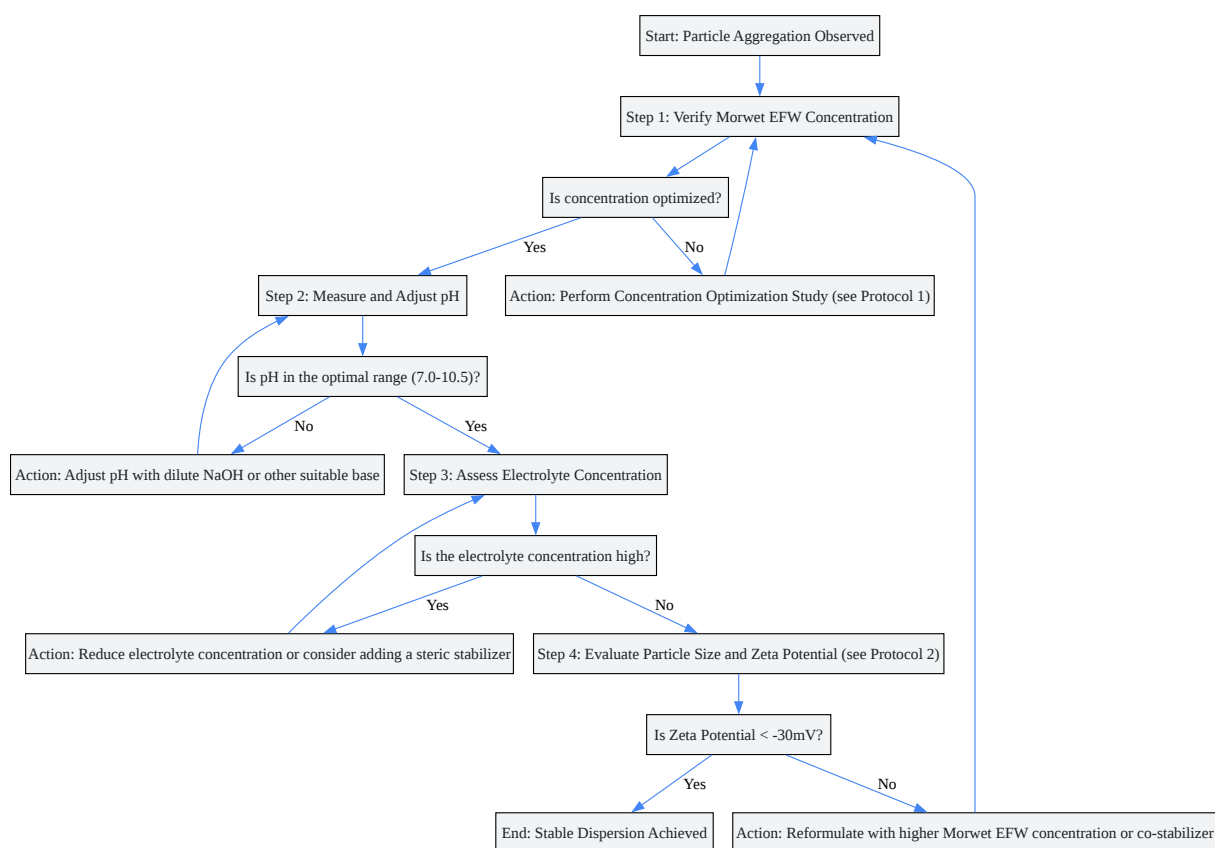 Start: Particle Aggregation Observed
Step 1: Verify Morwet EFW Concentration
Is concentration optimized?
Yes
No
Step 2: Measure and Adjust pH
Action: Perform Concentration Optimization Study (see Protocol 1)
Is pH in the optimal range (7.0-10.5)?
No
Yes
Action: Adjust pH with dilute NaOH or other suitable base
Step 3: Assess Electrolyte Concentration
Is the electrolyte concentration high?
Yes
No
Action: Reduce electrolyte concentration or consider adding a steric stabilizer
Step 4: Evaluate Particle Size and Zeta Potential (see Protocol 2)
Is Zeta Potential < -30mV?
Yes
No
End: Stable Dispersion Achieved
Action: Reformulate with higher Morwet EFW concentration or co-stabilizer